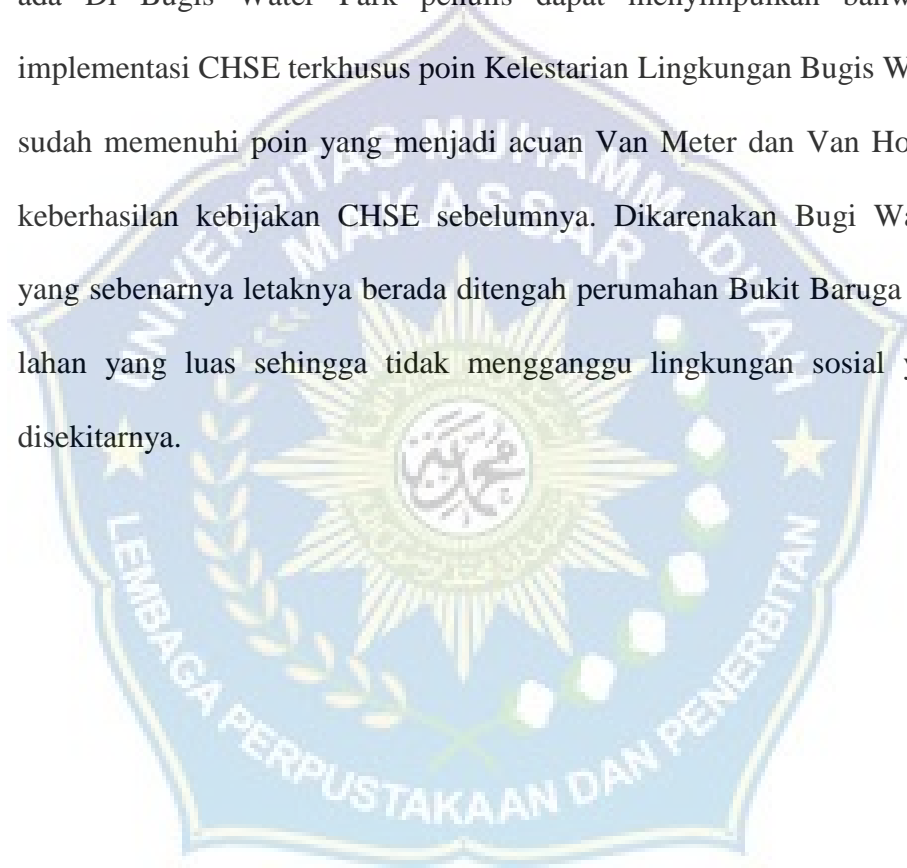 ada Di Bugis Water Park penulis dapat menyimpulkan bahw
implementasi CHSE terkhusus poin Kelestarian Lingkungan Bugis W
sudah memenuhi poin yang menjadi acuan Van Meter dan Van Ho
keberhasilan kebijakan CHSE sebelumnya. Dikarenakan Bugi Wa
yang sebenarnya letaknya berada ditengah perumahan Bukit Baruga
lahan yang luas sehingga tidak mengganggu lingkungan sosial y
disekitarnya.
UNIVERSITAS MUHAMMADIYAH
MAKASSAR
LEMBAGA PERPUSTAKAAN DAN PENERBITAN